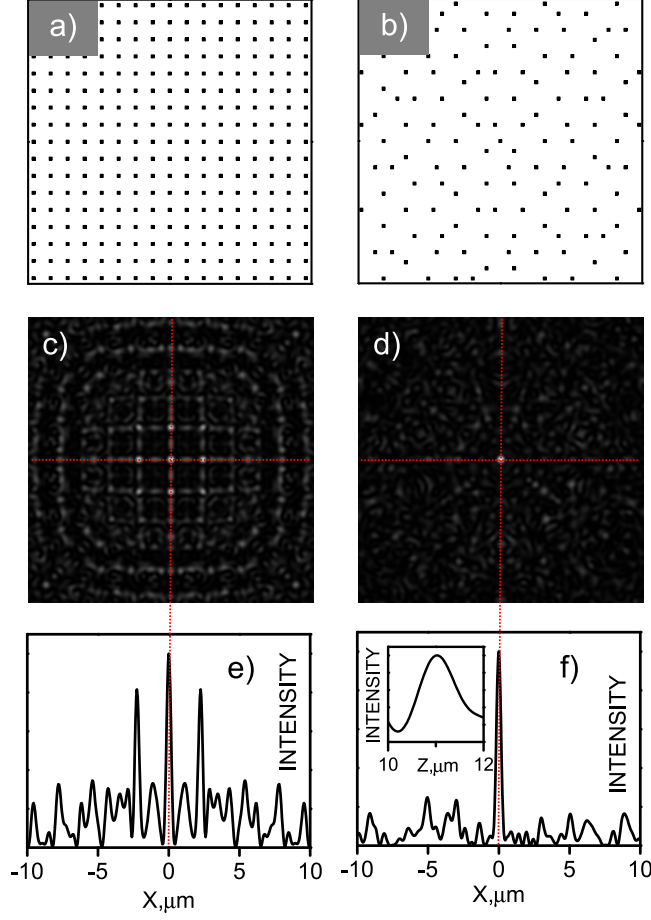 a)
b)
c)
d)
e)
INTENSITY
-10 -5 0 5 10
X,μm
f)
INTENSITY
INTENSITY
10 12
Z,μm
-10 -5 0 5 10
X,μm